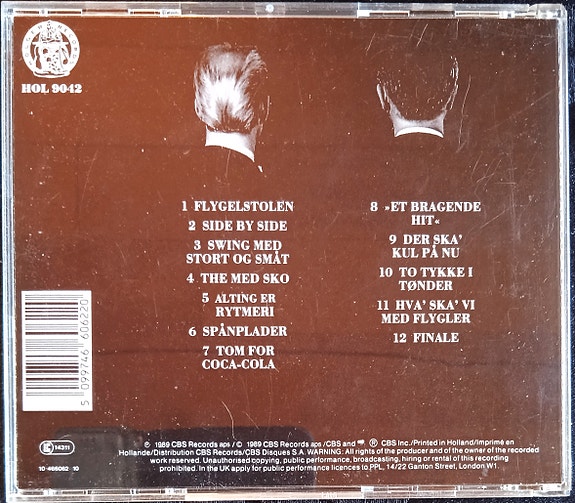 HOL 9042
1 FLYGELSTOLEN
2 SIDE BY SIDE
3 SWING MED
STORT OG SMÅT
4 THE MED SKO
5 ALTING ER
RYTMERI
6 SPÅNPLADER
7 TOM FOR
COCA-COLA
8 »ET BRAGENDE
HIT«
9 DER SKA'
KUL PÅ NU
10 TO TYKKE I
TØNDER
11 HVA' SKA' VI
MED FLYGLER
12 FINALE
5 099746 606220
14311
10-466062 10
℗ 1989 CBS Records aps / © 1989 CBS Records aps /CBS and ® CBS Inc./Printed in Holland/Imprimé en
Hollande/Distribution CBS Records/CBS Disques S.A. WARNING: All rights of the producer and of the owner of the recorded
work reserved. Unauthorised copying, public performance, broadcasting, hiring or rental of this recording
prohibited. In the UK apply for public performance licences to PPL, 14/22 Ganton Street, London W1.